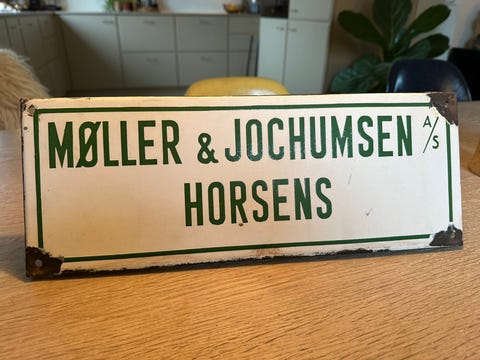 MØLLER & JOCHUMSEN A/S
HORSENS